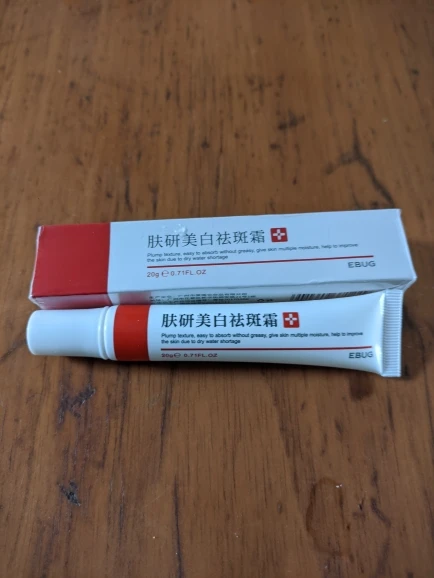 肤研美白祛斑霜
Plump texture, easy to absorb without greasy, give skin multiple moisture, help to improve
the skin due to dry water shortage
20g ℮ 0.71FL.OZ
EBUG
肤研美白祛斑霜
Plump texture, easy to absorb without greasy, give skin multiple moisture, help to improve
the skin due to dry water shortage
20g℮ 0.71FL.OZ
EBUG